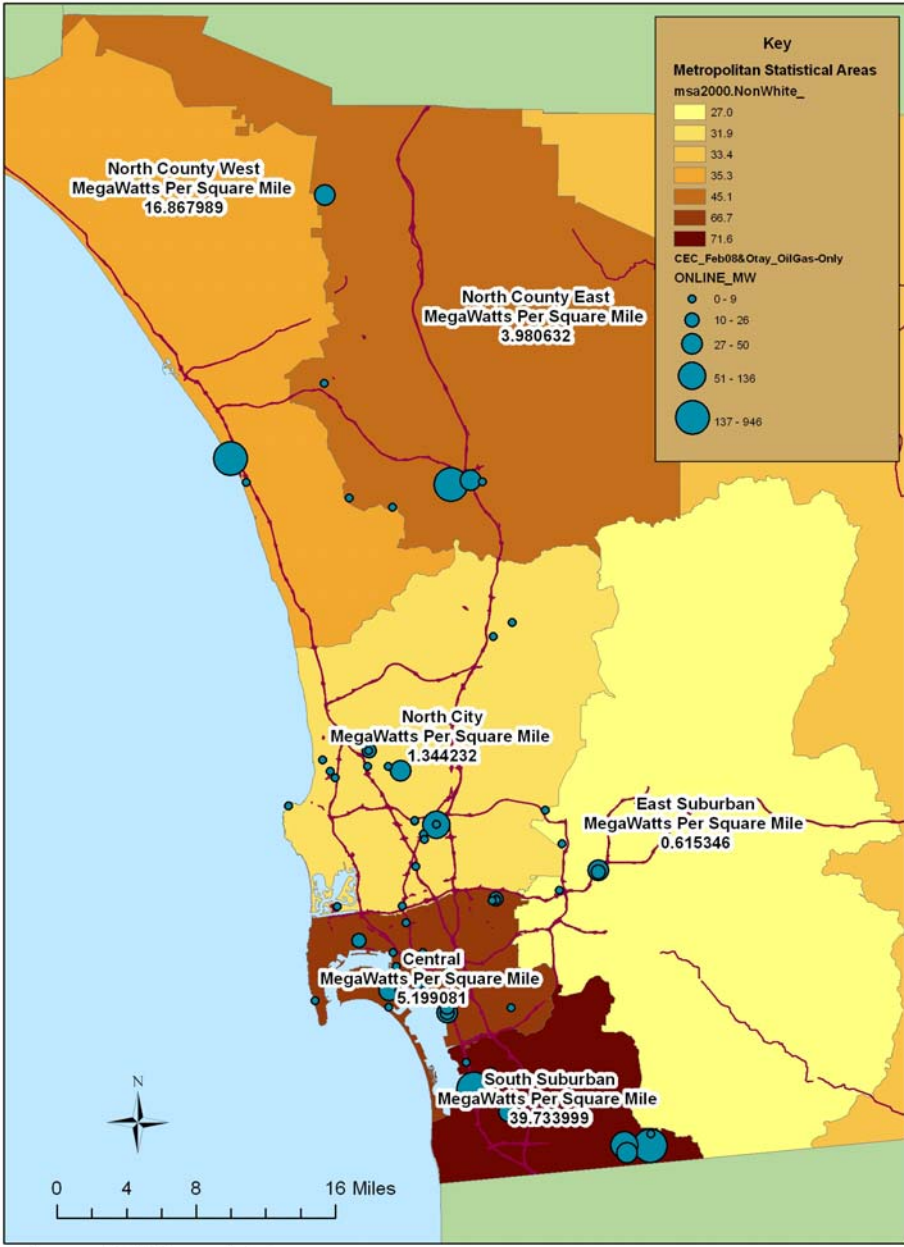 Key
Metropolitan Statistical Areas
msa2000.NonWhite_
27.0
31.9
33.4
35.3
45.1
66.7
71.6
CEC_Feb08&Otay_OilGas-Only
ONLINE_MW
0 - 9
10 - 26
27 - 50
51 - 136
137 - 946
North County West
MegaWatts Per Square Mile
16.867989
North County East
MegaWatts Per Square Mile
3.980632
North City
MegaWatts Per Square Mile
1.344232
East Suburban
MegaWatts Per Square Mile
0.615346
Central
MegaWatts Per Square Mile
5.199081
South Suburban
MegaWatts Per Square Mile
39.733999
N
0 4 8 16 Miles